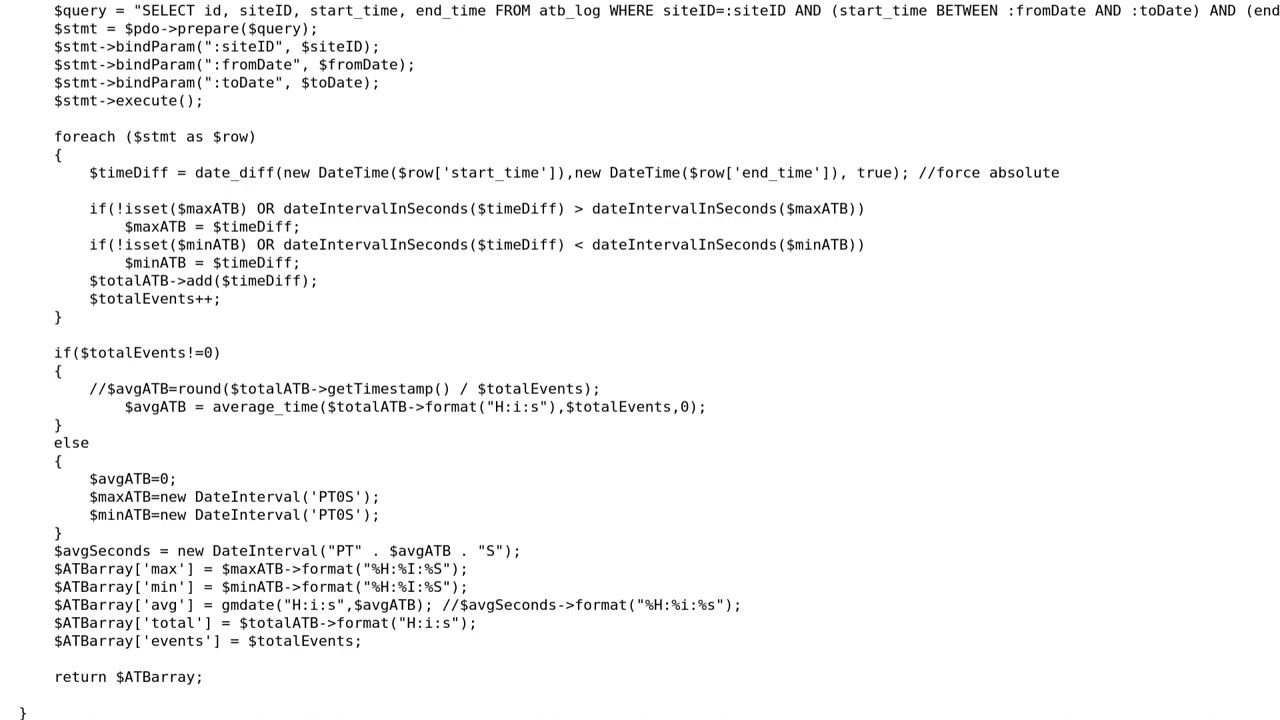 $query = "SELECT id, siteID, start_time, end_time FROM atb_log WHERE siteID=:siteID AND (start_time BETWEEN :fromDate AND :toDate) AND (end
$stmt = $pdo->prepare($query);
$stmt->bindParam(":siteID", $siteID);
$stmt->bindParam(":fromDate", $fromDate);
$stmt->bindParam(":toDate", $toDate);
$stmt->execute();
foreach ($stmt as $row)
{
$timeDiff = date_diff(new DateTime($row['start_time']),new DateTime($row['end_time']), true); //force absolute
if(!isset($maxATB) OR dateIntervalInSeconds($timeDiff) > dateIntervalInSeconds($maxATB))
$maxATB = $timeDiff;
if(!isset($minATB) OR dateIntervalInSeconds($timeDiff) < dateIntervalInSeconds($minATB))
$minATB = $timeDiff;
$totalATB->add($timeDiff);
$totalEvents++;
}
if($totalEvents!=0)
{
//$avgATB=round($totalATB->getTimestamp() / $totalEvents);
$avgATB = average_time($totalATB->format("H:i:s"),$totalEvents,0);
}
else
{
$avgATB=0;
$maxATB=new DateInterval('PT0S');
$minATB=new DateInterval('PT0S');
}
$avgSeconds = new DateInterval("PT" . $avgATB . "S");
$ATBarray['max'] = $maxATB->format("%H:%I:%S");
$ATBarray['min'] = $minATB->format("%H:%I:%S");
$ATBarray['avg'] = gmdate("H:i:s",$avgATB); //$avgSeconds->format("%H:%i:%s");
$ATBarray['total'] = $totalATB->format("H:i:s");
$ATBarray['events'] = $totalEvents;
return $ATBarray;
}